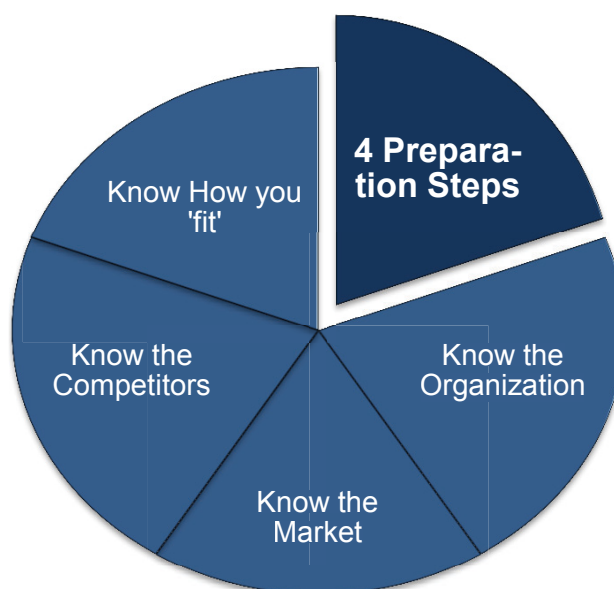 4 Prepara-
tion Steps
Know How you
'fit'
Know the
Competitors
Know the
Organization
Know the
Market